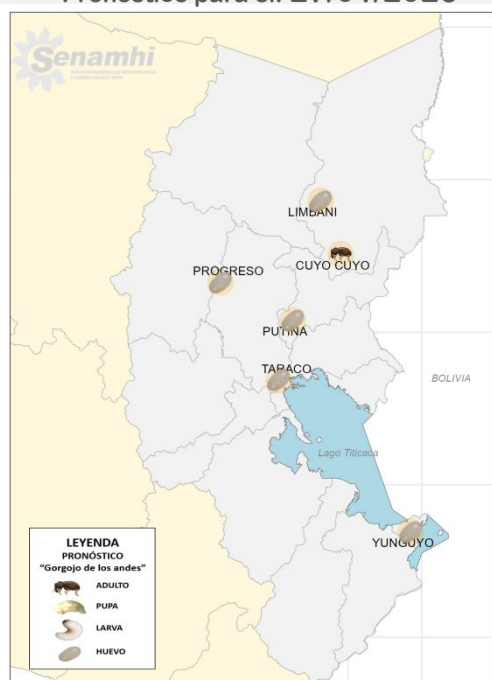 Senamhi
LIMBANI
CUYO CUYO
PROGRESO
PUTINA
TARACO
BOLIVIA
Lago Titicaca
YUNGUYO
LEYENDA
PRONÓSTICO
"Gorgojo de los andes"
ADULTO
PUPA
LARVA
HUEVO